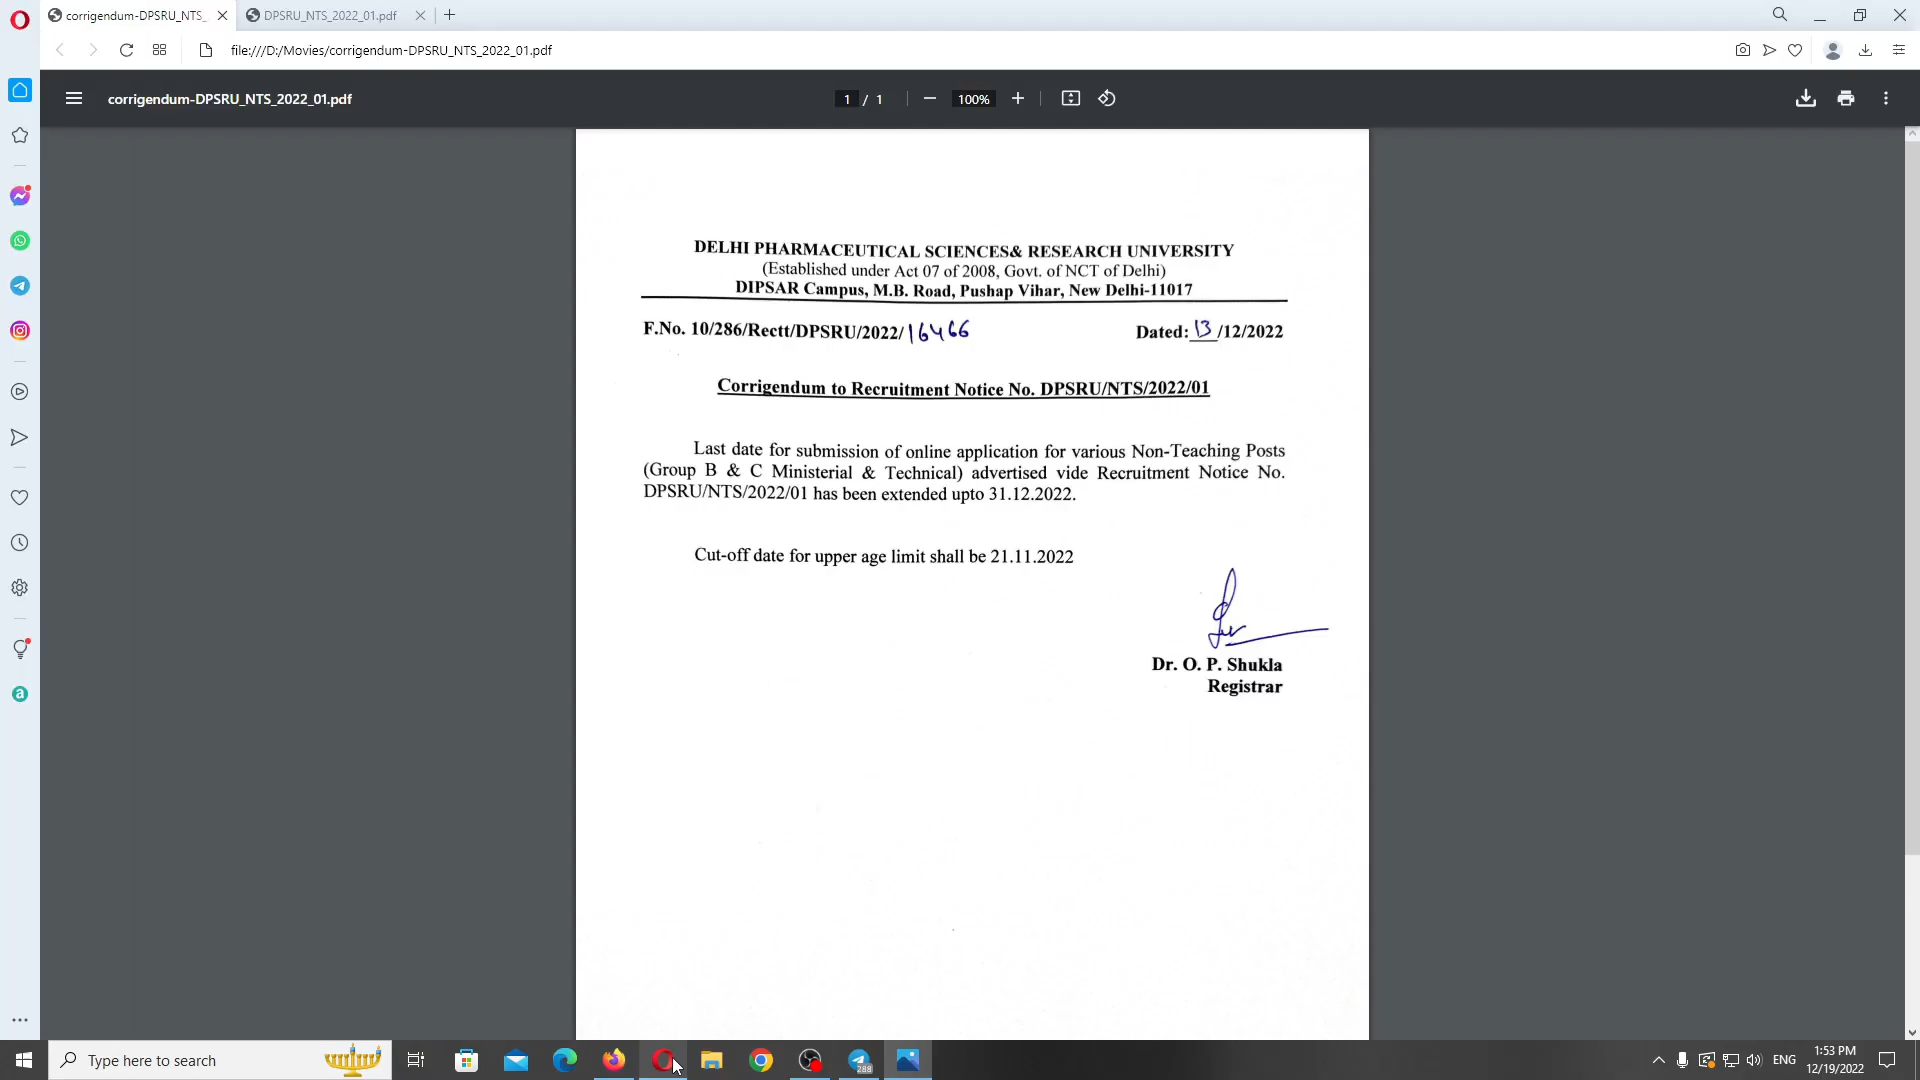 corrigendum-DPSRU_NTS_
DPSRU_NTS_2022_01.pdf
file:///D:/Movies/corrigendum-DPSRU_NTS_2022_01.pdf
corrigendum-DPSRU_NTS_2022_01.pdf
1 / 1
100%
DELHI PHARMACEUTICAL SCIENCES& RESEARCH UNIVERSITY
(Established under Act 07 of 2008, Govt. of NCT of Delhi)
DIPSAR Campus, M.B. Road, Pushap Vihar, New Delhi-11017
F.No. 10/286/Rectt/DPSRU/2022/16466 Dated: 13/12/2022
Corrigendum to Recruitment Notice No. DPSRU/NTS/2022/01
Last date for submission of online application for various Non-Teaching Posts
(Group B & C Ministerial & Technical) advertised vide Recruitment Notice No.
DPSRU/NTS/2022/01 has been extended upto 31.12.2022.
Cut-off date for upper age limit shall be 21.11.2022
Dr. O. P. Shukla
Registrar
Type here to search
288
ENG
1:53 PM
12/19/2022